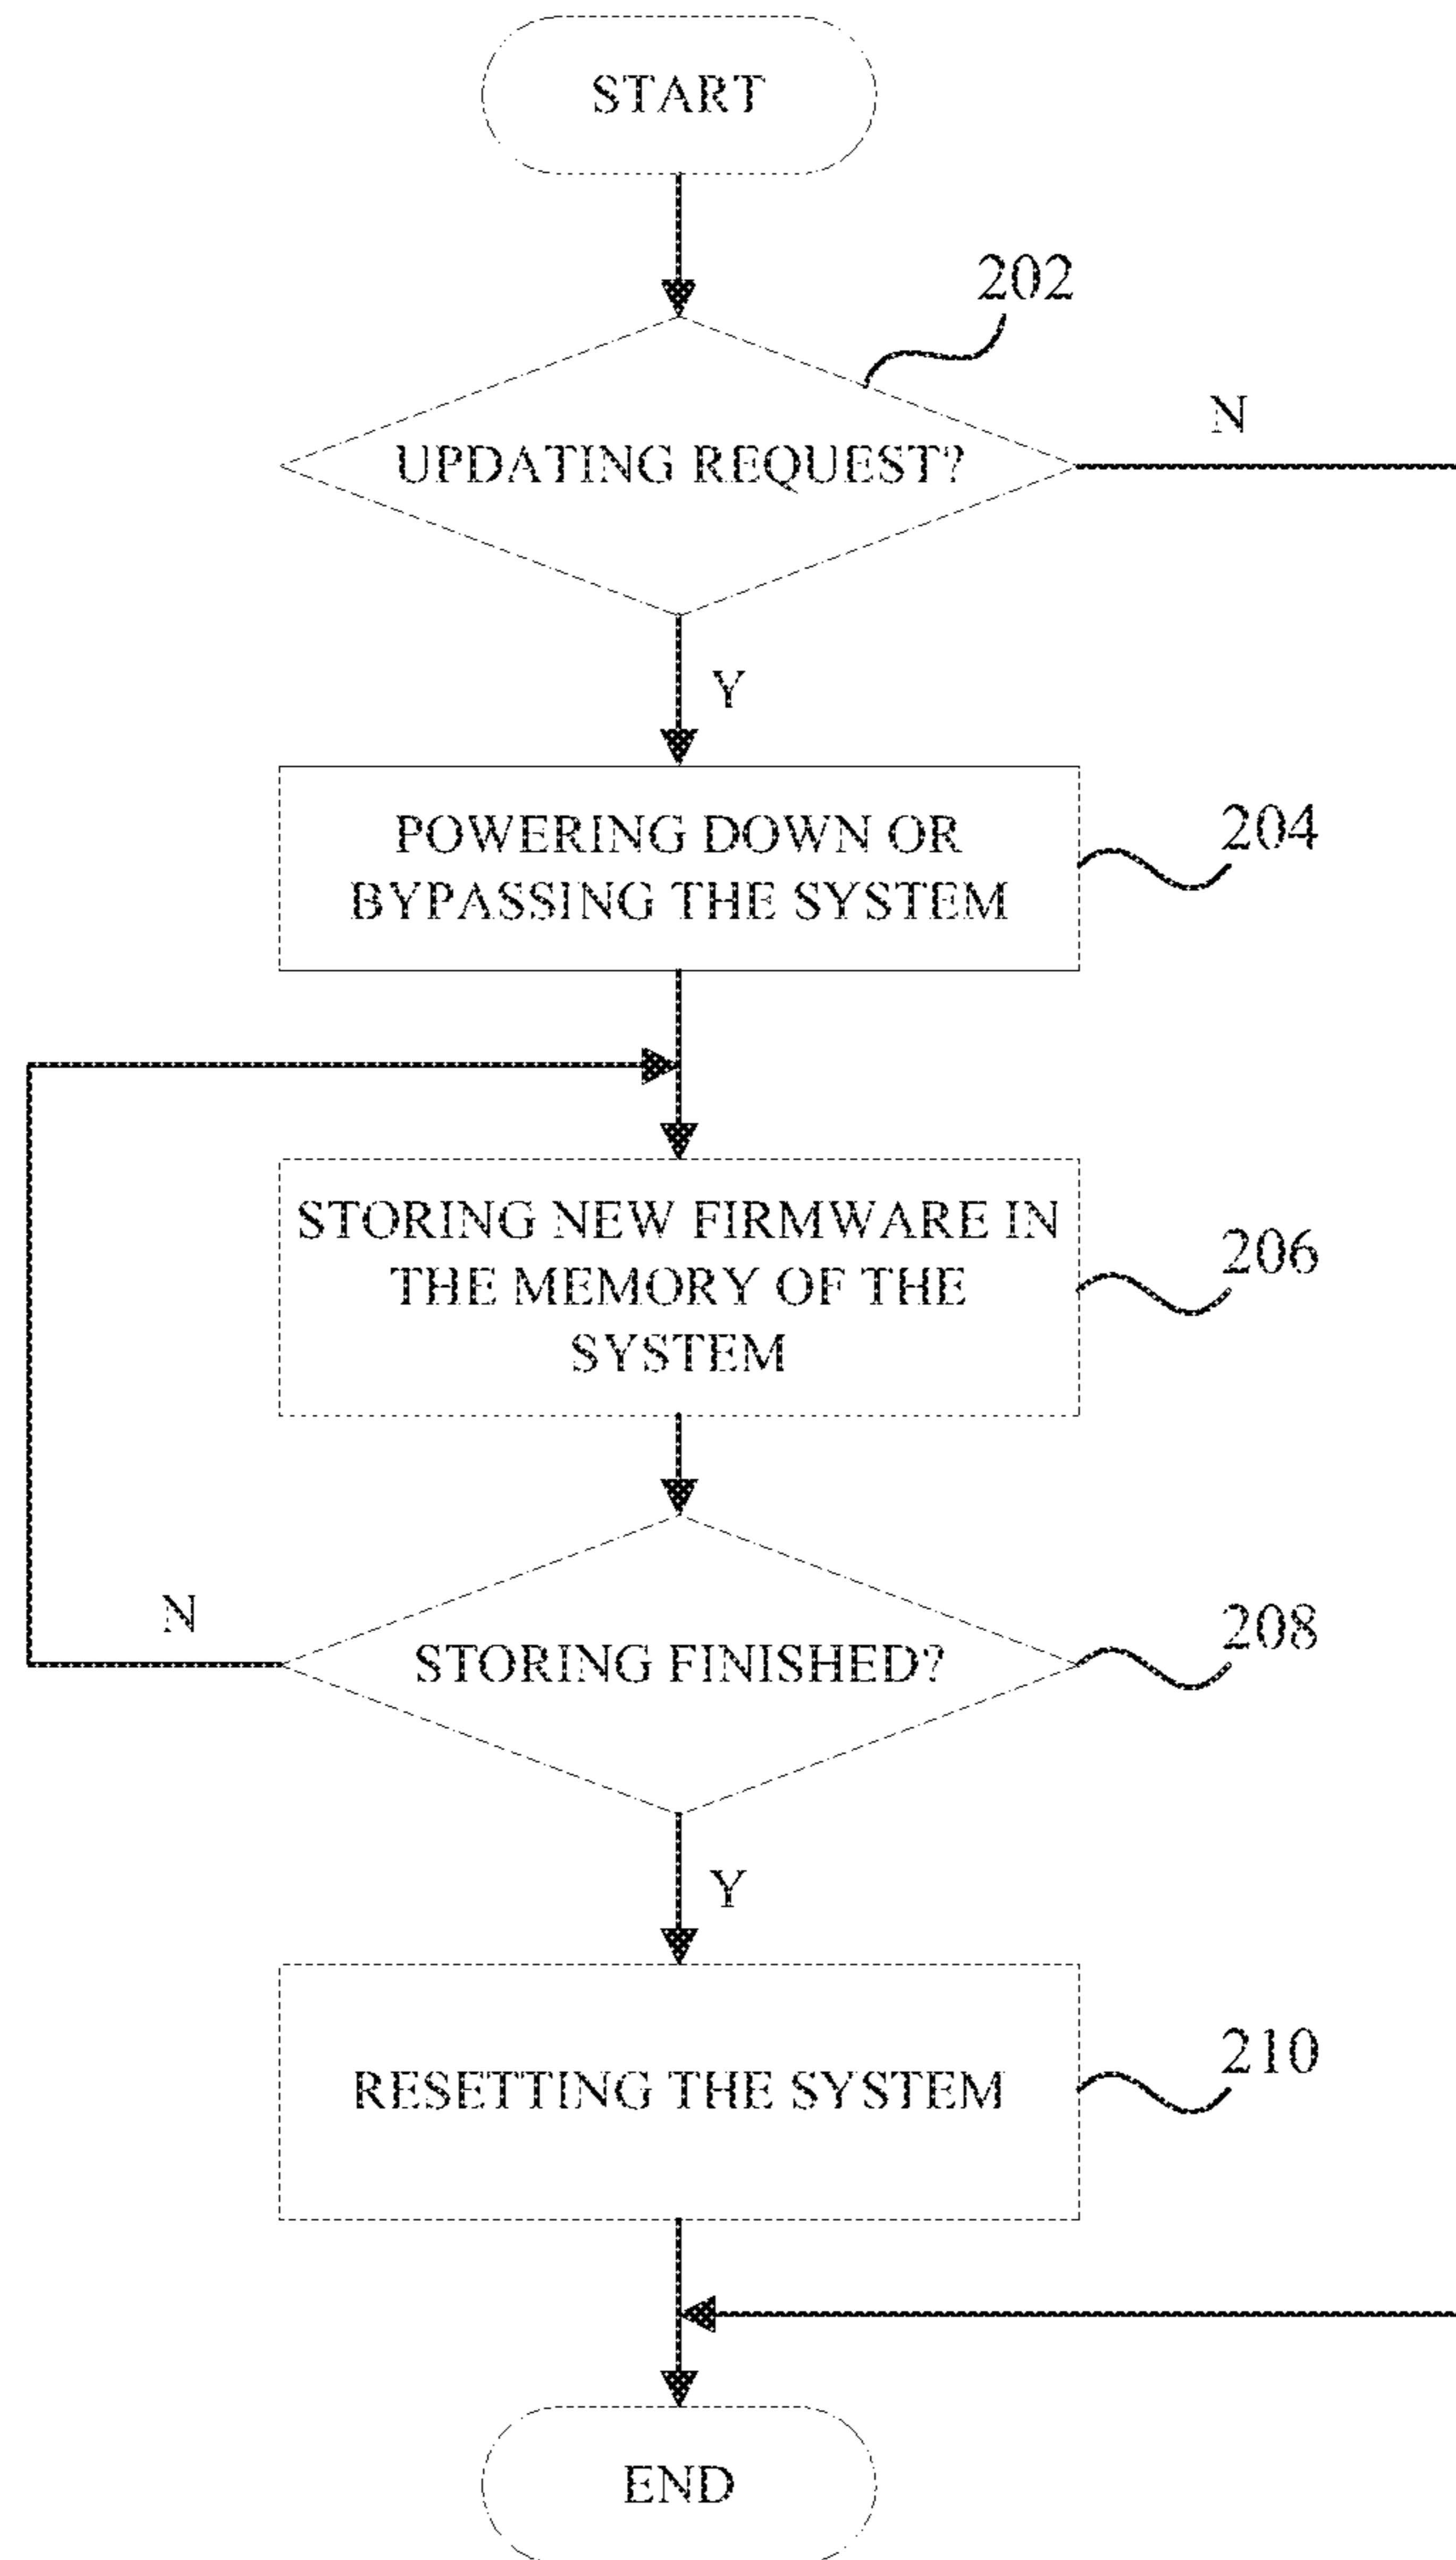 START
202
UPDATING REQUEST?
N
Y
POWERING DOWN OR
BYPASSING THE SYSTEM
204
STORING NEW FIRMWARE IN
THE MEMORY OF THE
SYSTEM
206
N
STORING FINISHED?
208
Y
RESETTING THE SYSTEM
210
END